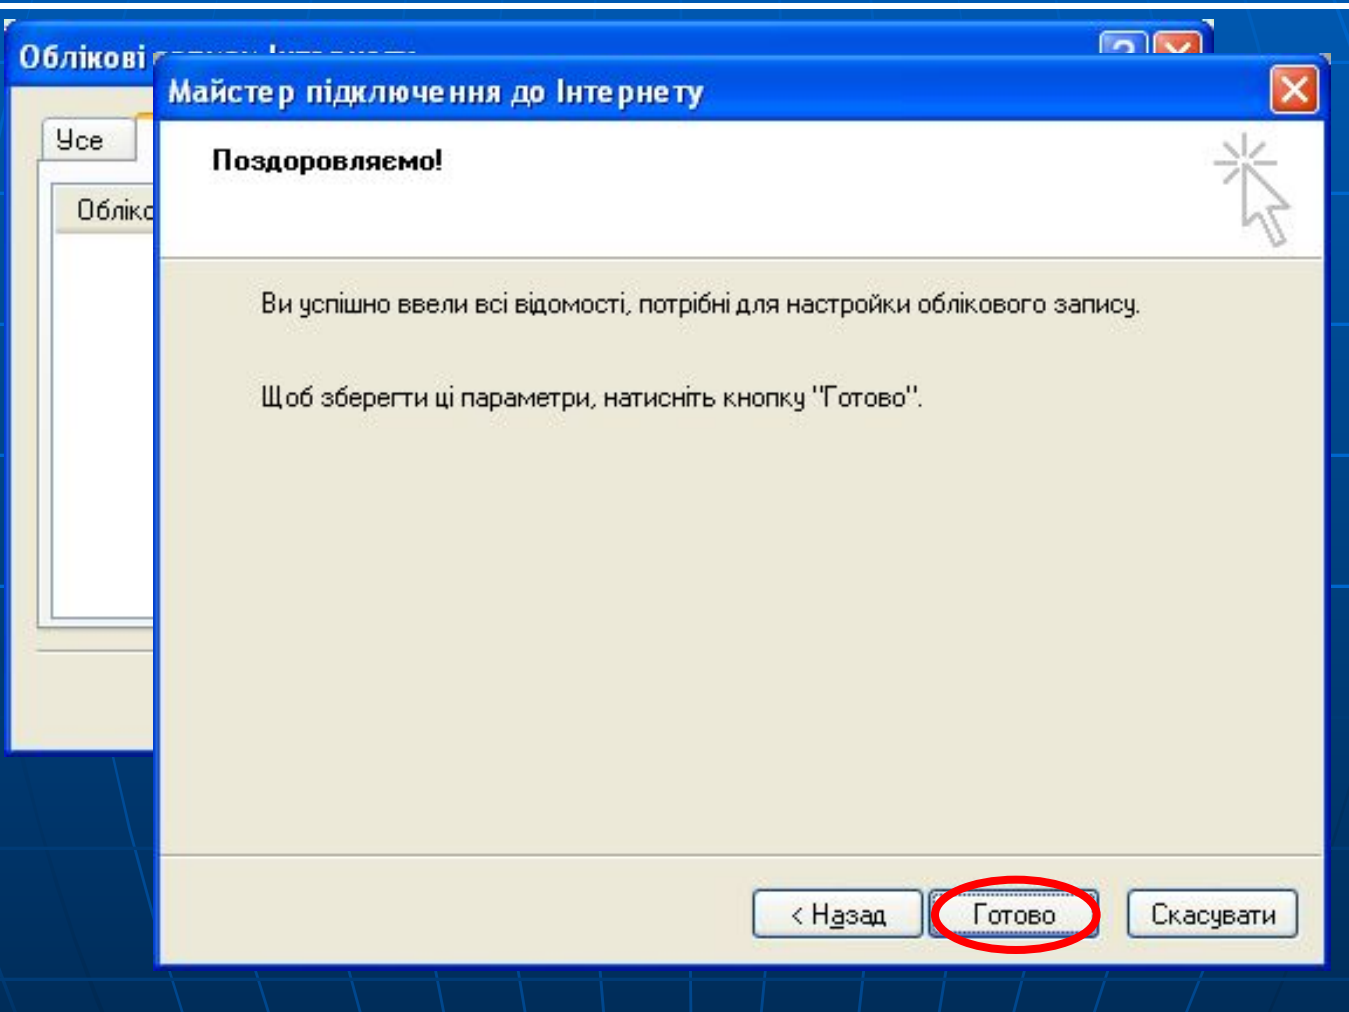 Облікові
Майстер підключення до Інтернету
Усе
Поздоровляємо!
Ви успішно ввели всі відомості, потрібні для настройки облікового запису.
Щоб зберегти ці параметри, натисніть кнопку "Готово".
< Назад
Готово
Скасувати